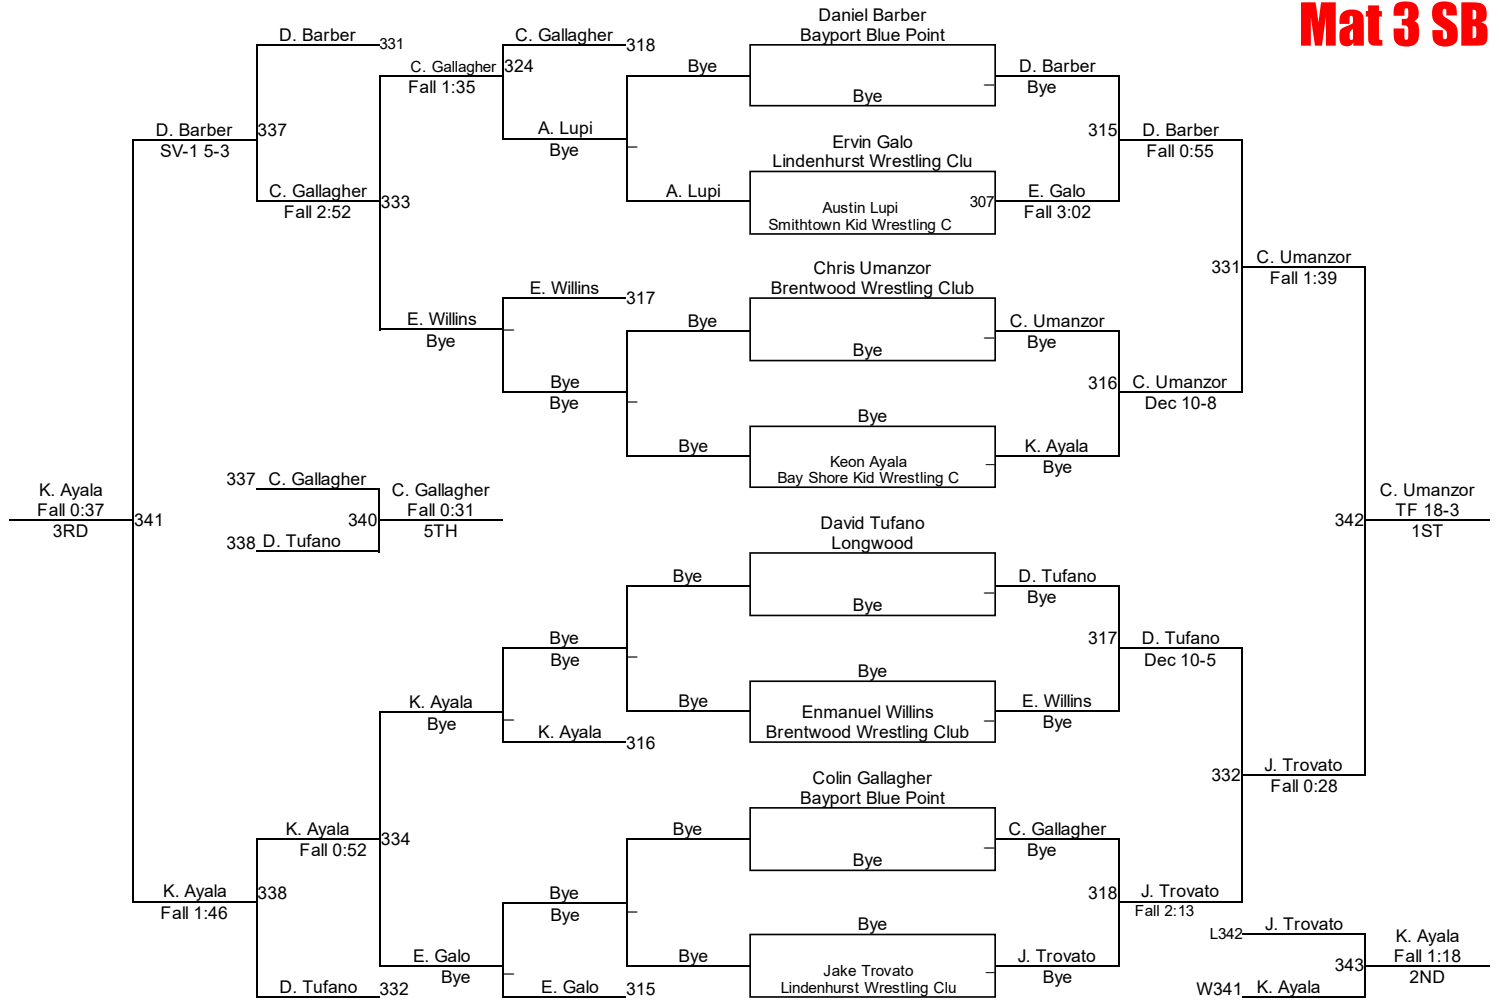 Mat 3 SB
D. Barber
331
C. Gallagher
318
Daniel Barber
Bayport Blue Point
C. Gallagher
324
Fall 1:35
Bye
Bye
D. Barber
Bye
D. Barber
337
SV-1 5-3
A. Lupi
Bye
315
D. Barber
Fall 0:55
Ervin Galo
Lindenhurst Wrestling Clu
C. Gallagher
333
Fall 2:52
A. Lupi
Austin Lupi
307
Smithtown Kid Wrestling C
E. Galo
Fall 3:02
Chris Umanzor
Brentwood Wrestling Club
331
C. Umanzor
Fall 1:39
E. Willins
317
E. Willins
Bye
Bye
Bye
C. Umanzor
Bye
Bye
Bye
316
C. Umanzor
Dec 10-8
Bye
Bye
Keon Ayala
Bay Shore Kid Wrestling C
K. Ayala
Bye
337
C. Gallagher
K. Ayala
Fall 0:37
3RD
341
340
C. Gallagher
Fall 0:31
5TH
338
D. Tufano
342
C. Umanzor
TF 18-3
1ST
David Tufano
Longwood
Bye
Bye
D. Tufano
Bye
Bye
Bye
317
D. Tufano
Dec 10-5
Bye
K. Ayala
Bye
Bye
Enmanuel Willins
Brentwood Wrestling Club
E. Willins
Bye
K. Ayala
316
332
J. Trovato
Fall 0:28
Colin Gallagher
Bayport Blue Point
K. Ayala
334
Fall 0:52
Bye
Bye
C. Gallagher
Bye
K. Ayala
338
Fall 1:46
Bye
Bye
318
J. Trovato
Fall 2:13
Bye
L342
J. Trovato
E. Galo
Bye
Bye
Jake Trovato
Lindenhurst Wrestling Clu
J. Trovato
Bye
343
K. Ayala
Fall 1:18
2ND
D. Tufano
332
E. Galo
315
W341
K. Ayala